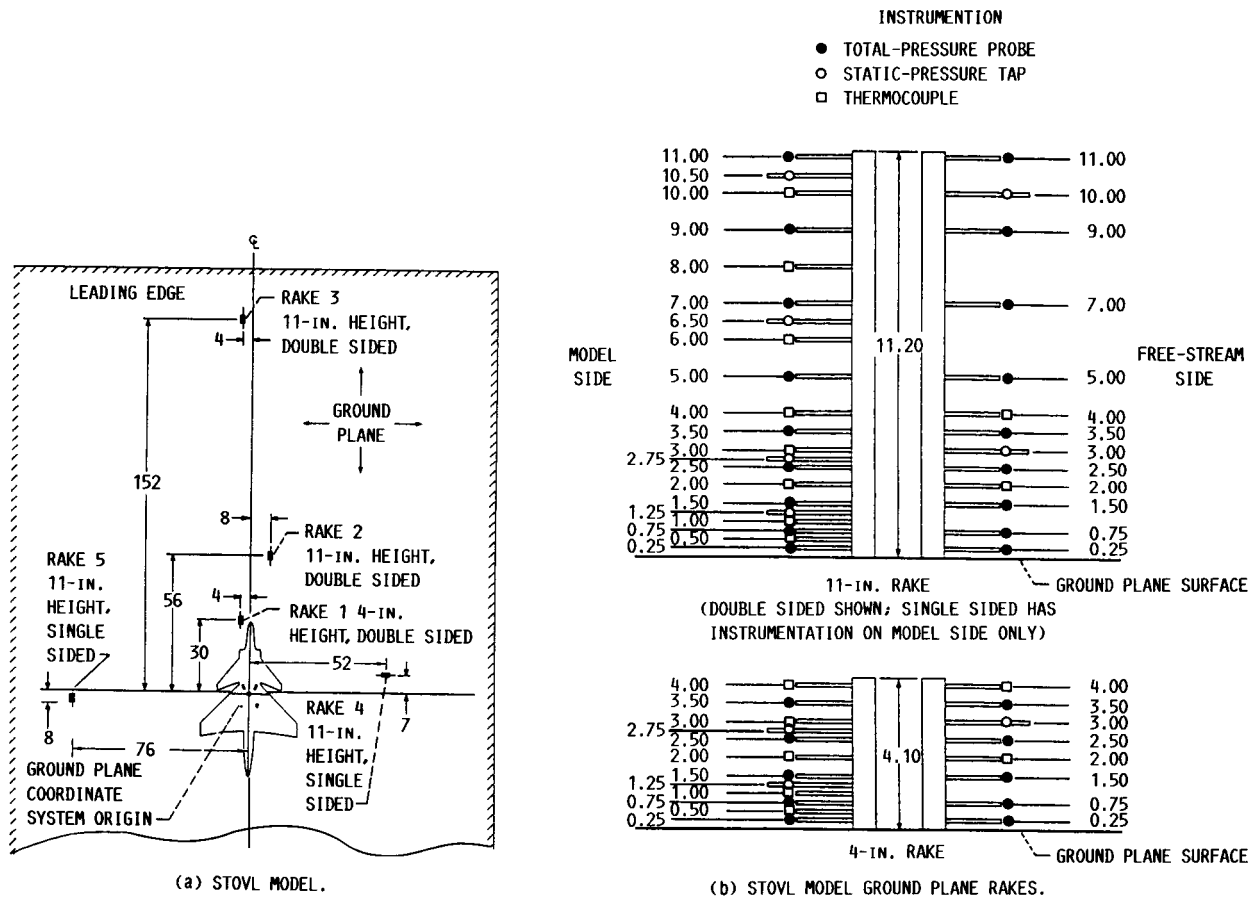 INSTRUMENTION
TOTAL-PRESSURE PROBE
STATIC-PRESSURE TAP
THERMOCOUPLE
℄
LEADING EDGE
RAKE 3
11-IN. HEIGHT,
DOUBLE SIDED
4
GROUND
PLANE
152
8
RAKE 2
11-IN. HEIGHT,
DOUBLE SIDED
RAKE 5
11-IN.
HEIGHT,
SINGLE
SIDED
56
4
RAKE 1 4-IN.
HEIGHT, DOUBLE SIDED
30
52
8
76
7
RAKE 4
11-IN.
HEIGHT,
SINGLE
SIDED
GROUND PLANE
COORDINATE
SYSTEM ORIGIN
(a) STOVL MODEL.
MODEL
SIDE
11.00
10.50
10.00
9.00
8.00
7.00
6.50
6.00
5.00
4.00
3.50
3.00
2.75
2.50
2.00
1.50
1.25
1.00
0.75
0.50
0.25
11.20
11.00
10.00
9.00
7.00
5.00
4.00
3.50
3.00
2.50
2.00
1.50
0.75
0.25
FREE-STREAM
SIDE
11-IN. RAKE
GROUND PLANE SURFACE
(DOUBLE SIDED SHOWN; SINGLE SIDED HAS
INSTRUMENTATION ON MODEL SIDE ONLY)
4.00
3.50
3.00
2.75
2.50
2.00
1.50
1.25
1.00
0.75
0.50
0.25
4.10
4.00
3.50
3.00
2.50
2.00
1.50
0.75
0.25
4-IN. RAKE
GROUND PLANE SURFACE
(b) STOVL MODEL GROUND PLANE RAKES.